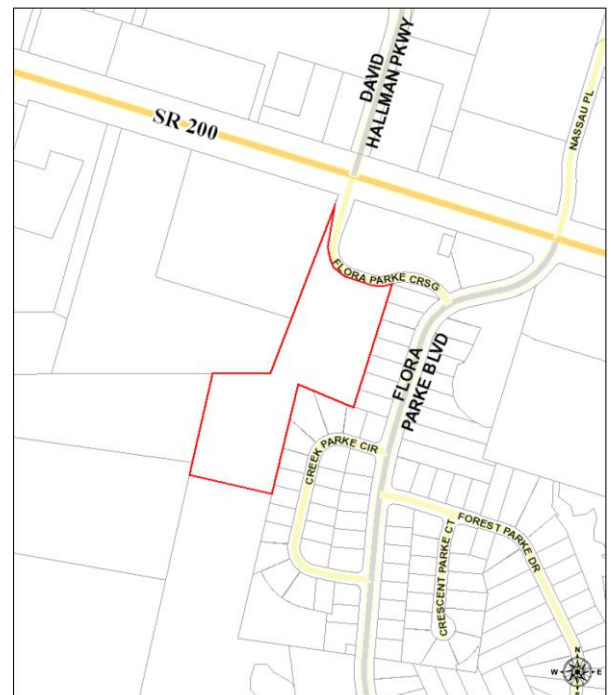 DAVID
HALLMAN PKWY
SR 200
NASSAU PL
FLORA PARKE CRSG
FLORA
PARKE BLVD
CREEK PARKE CIR
FOREST PARKE DR
CRESCENT PARKE CT
N
W
E
S